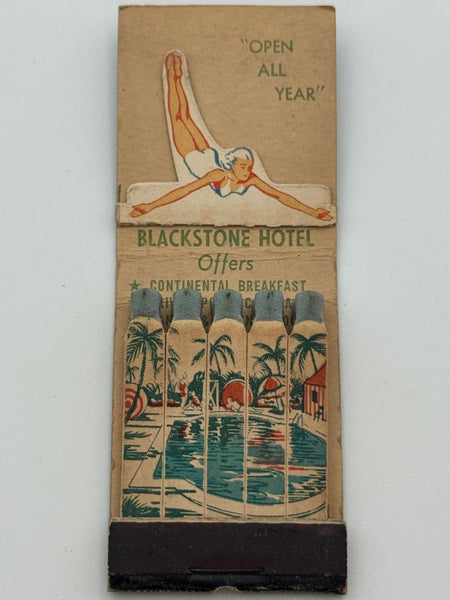 "OPEN
ALL
YEAR"
BLACKSTONE HOTEL
Offers
★ CONTINENTAL BREAKFAST